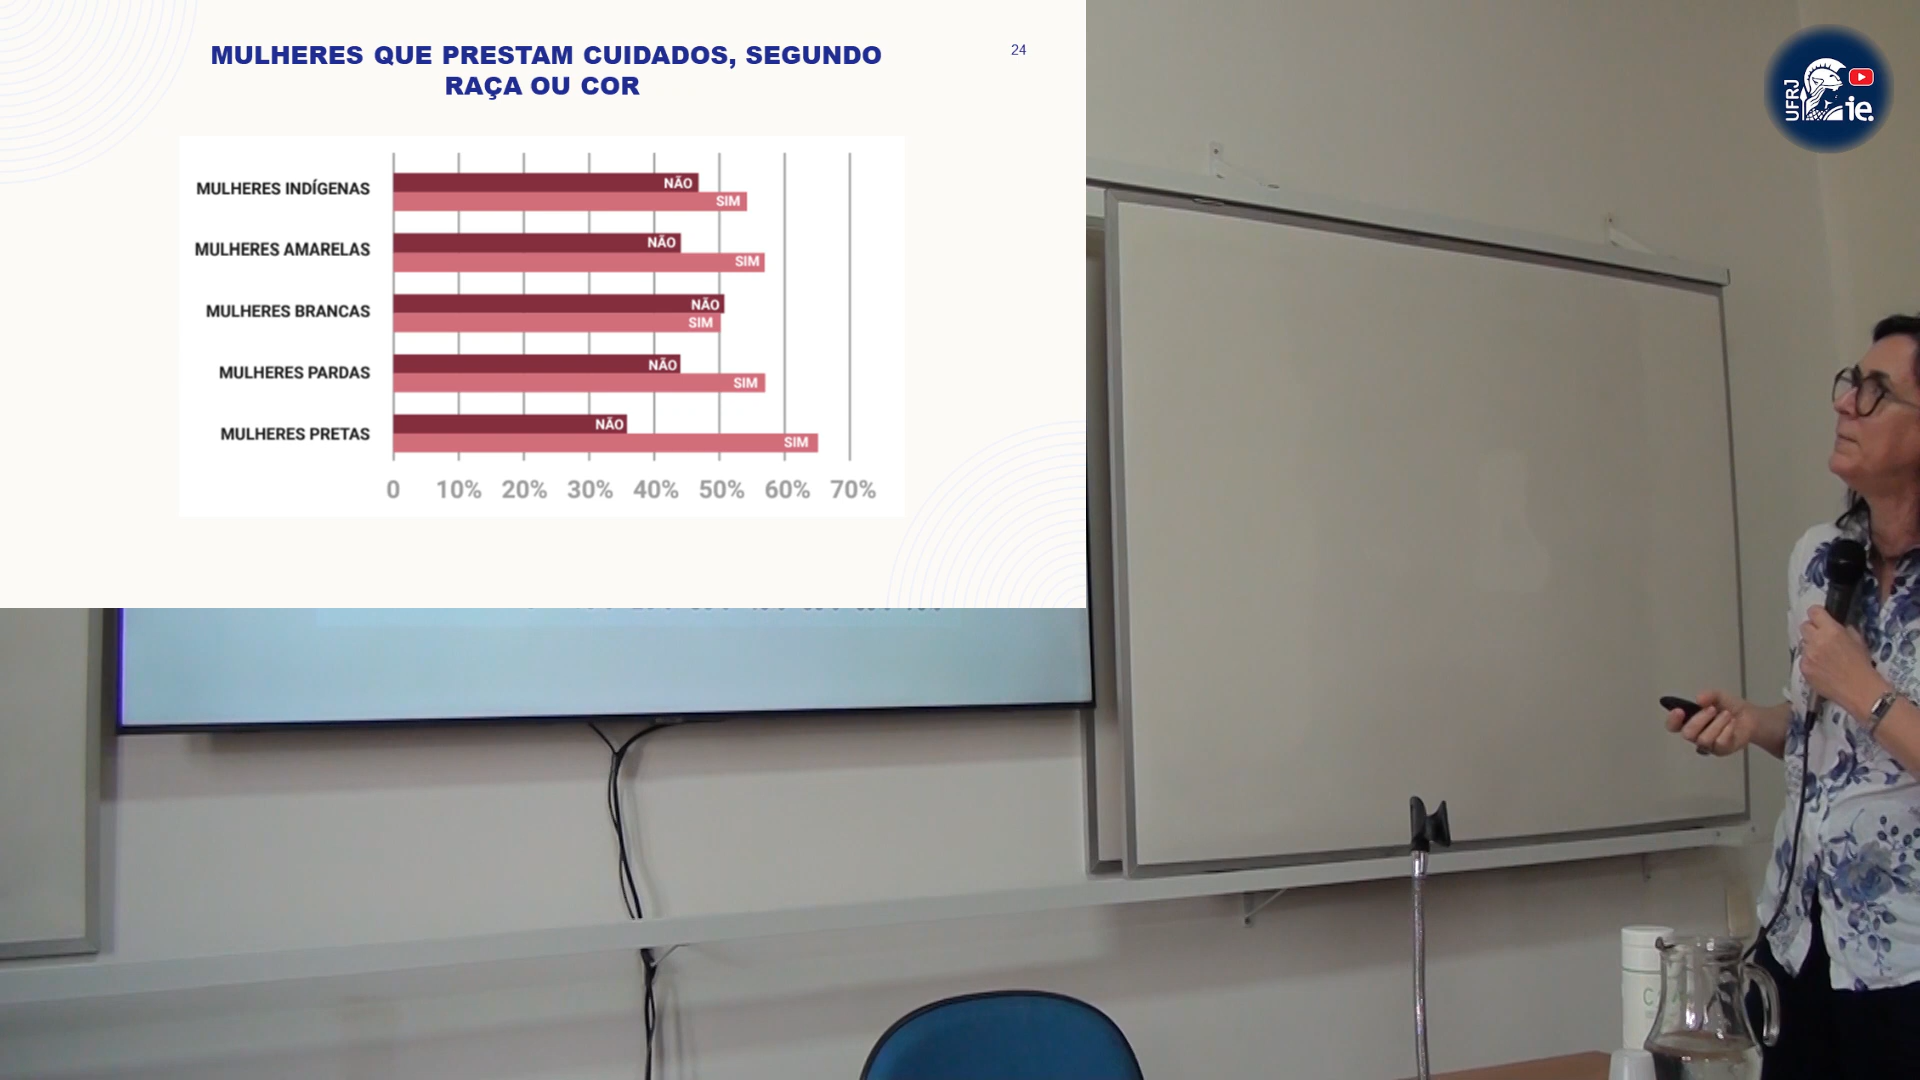 MULHERES QUE PRESTAM CUIDADOS, SEGUNDO
RAÇA OU COR
24
MULHERES INDÍGENAS
NÃO
SIM
MULHERES AMARELAS
NÃO
SIM
MULHERES BRANCAS
NÃO
SIM
MULHERES PARDAS
NÃO
SIM
MULHERES PRETAS
NÃO
SIM
0 10% 20% 30% 40% 50% 60% 70%
UFRJ
ie.